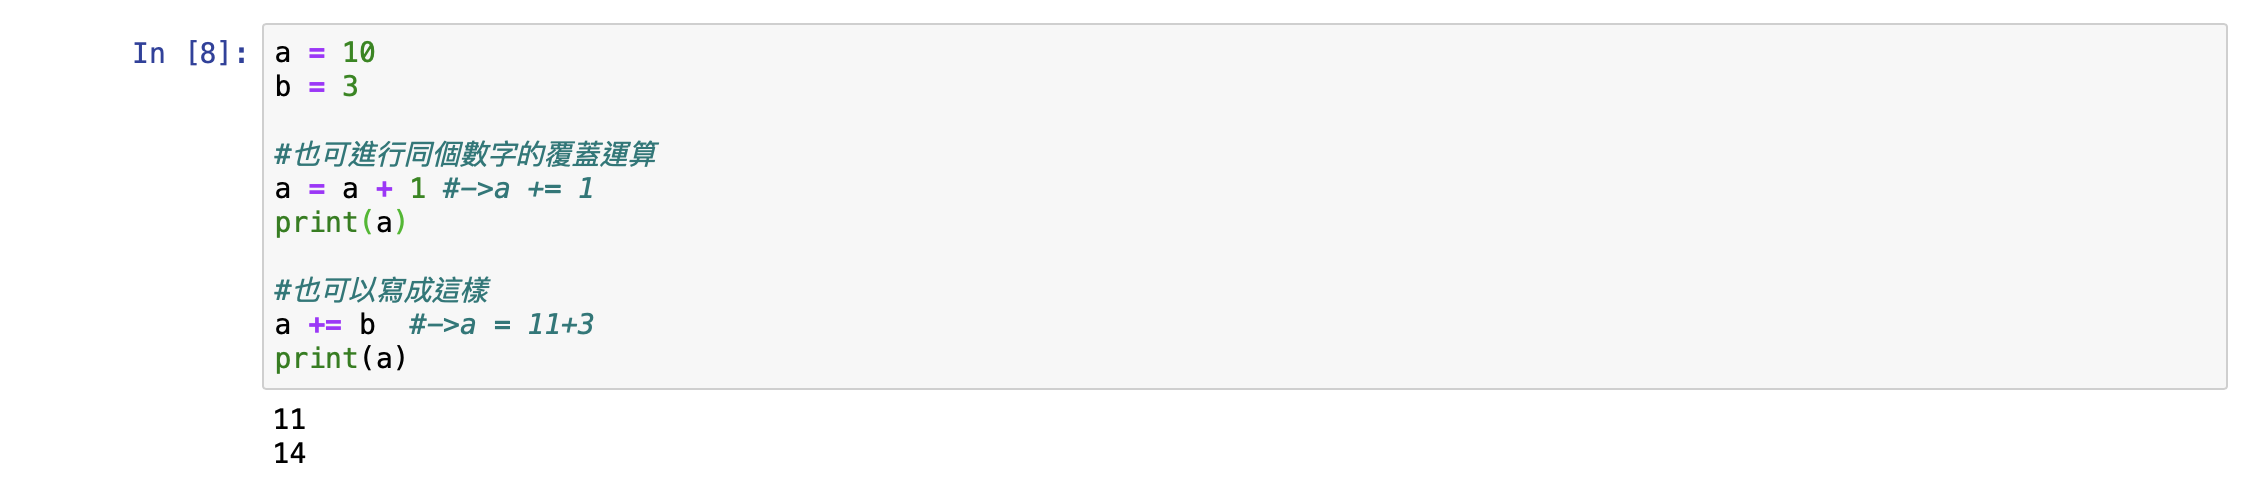 In [8]:
a = 10
b = 3
#也可進行同個數字的覆蓋運算
a = a + 1 #->a += 1
print(a)
#也可以寫成這樣
a += b  #->a = 11+3
print(a)
11
14